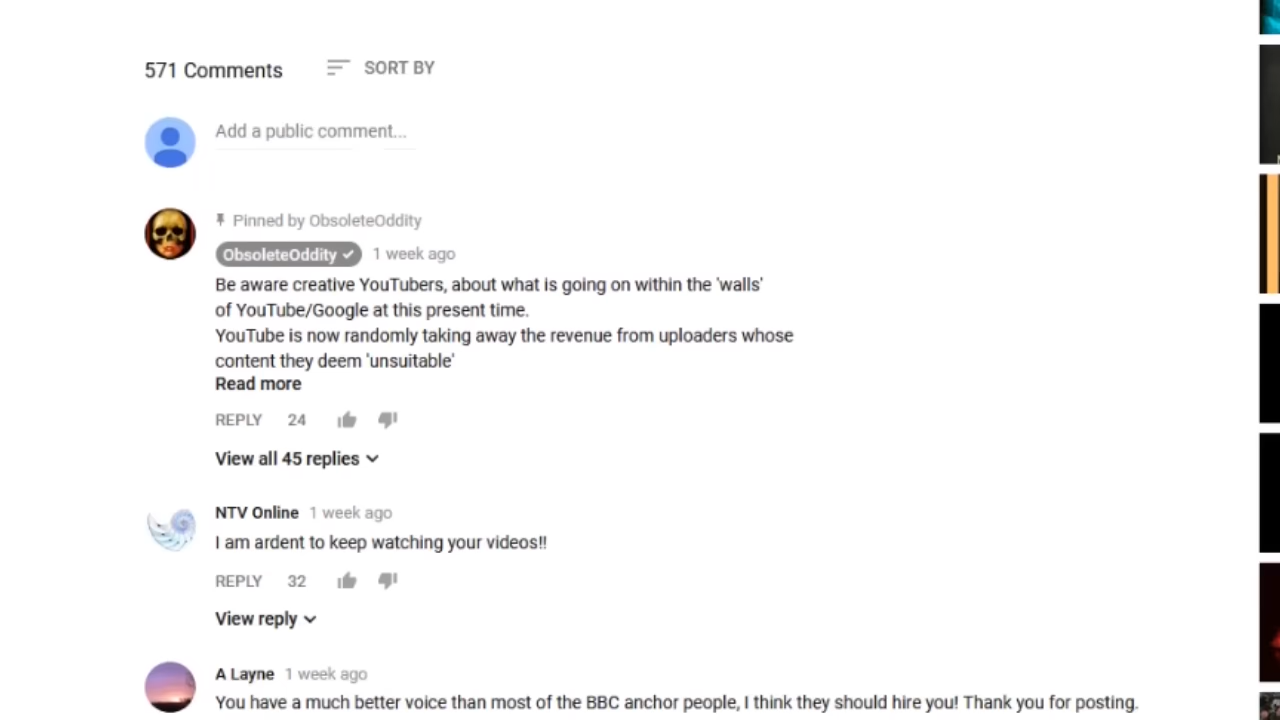 571 Comments
SORT BY
Add a public comment...
Pinned by ObsoleteOddity
ObsoleteOddity
1 week ago
Be aware creative YouTubers, about what is going on within the 'walls'
of YouTube/Google at this present time.
YouTube is now randomly taking away the revenue from uploaders whose
content they deem 'unsuitable'
Read more
REPLY 24
View all 45 replies
NTV Online 1 week ago
I am ardent to keep watching your videos!!
REPLY 32
View reply
A Layne 1 week ago
You have a much better voice than most of the BBC anchor people, I think they should hire you! Thank you for posting.